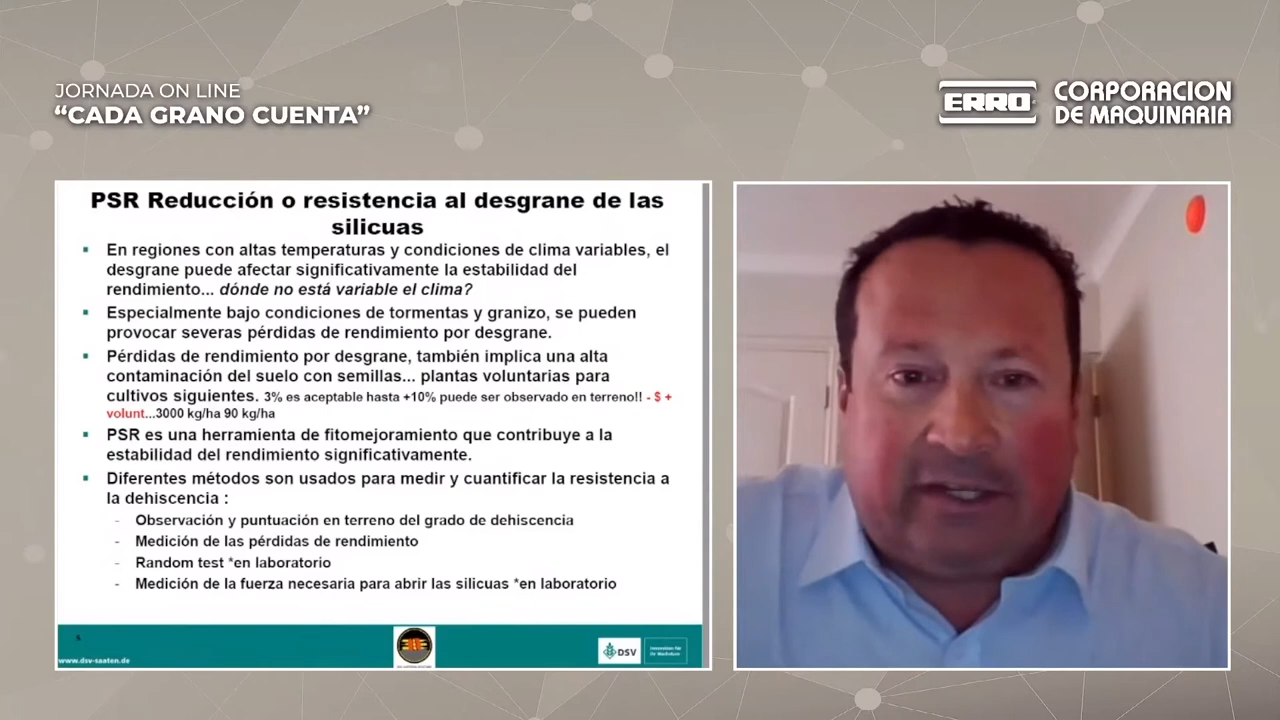 JORNADA ON LINE
“CADA GRANO CUENTA”
ERRO
CORPORACION
DE MAQUINARIA
PSR Reducción o resistencia al desgrane de las
silicuas
En regiones con altas temperaturas y condiciones de clima variables, el
desgrane puede afectar significativamente la estabilidad del
rendimiento... dónde no está variable el clima?
Especialmente bajo condiciones de tormentas y granizo, se pueden
provocar severas pérdidas de rendimiento por desgrane.
Pérdidas de rendimiento por desgrane, también implica una alta
contaminación del suelo con semillas... plantas voluntarias para
cultivos siguientes. 3% es aceptable hasta +10% puede ser observado en terreno!! - $ +
volunt...3000 kg/ha 90 kg/ha
PSR es una herramienta de fitomejoramiento que contribuye a la
estabilidad del rendimiento significativamente.
Diferentes métodos son usados para medir y cuantificar la resistencia a
la dehiscencia :
- Observación y puntuación en terreno del grado de dehiscencia
- Medición de las pérdidas de rendimiento
- Random test *en laboratorio
- Medición de la fuerza necesaria para abrir las silicuas *en laboratorio
www.dsv-saaten.de
DSV